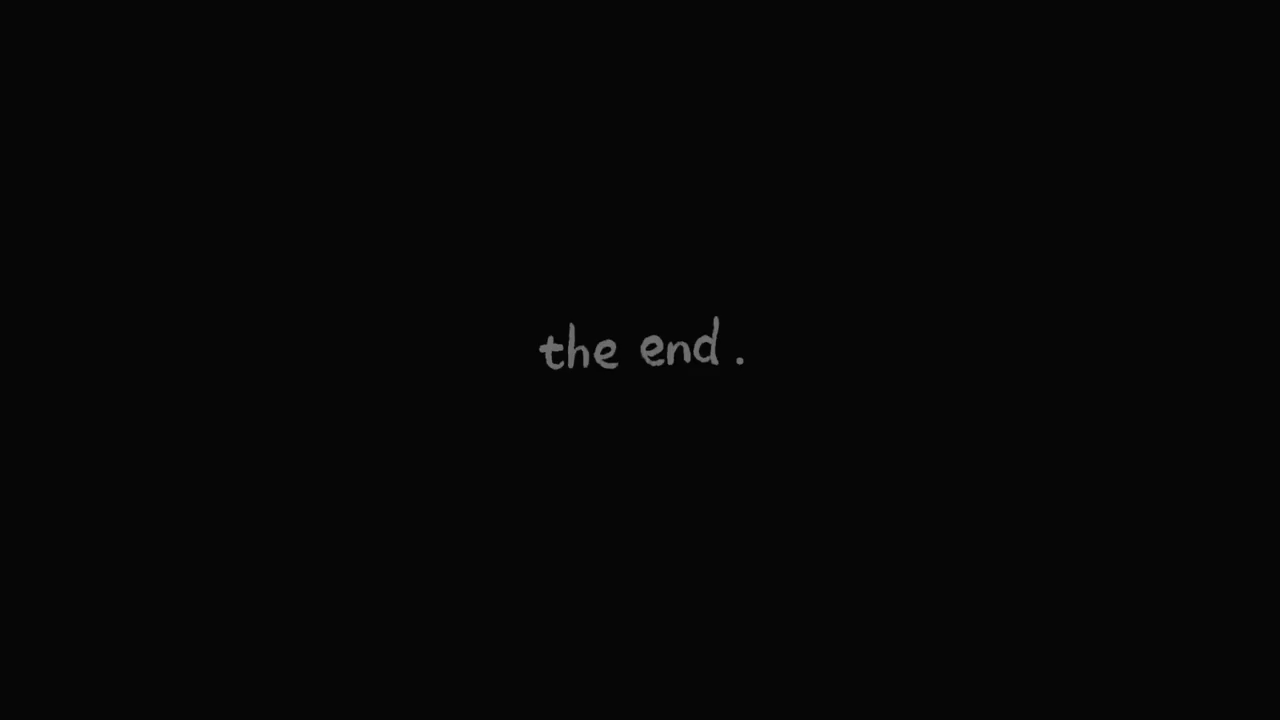 the end .